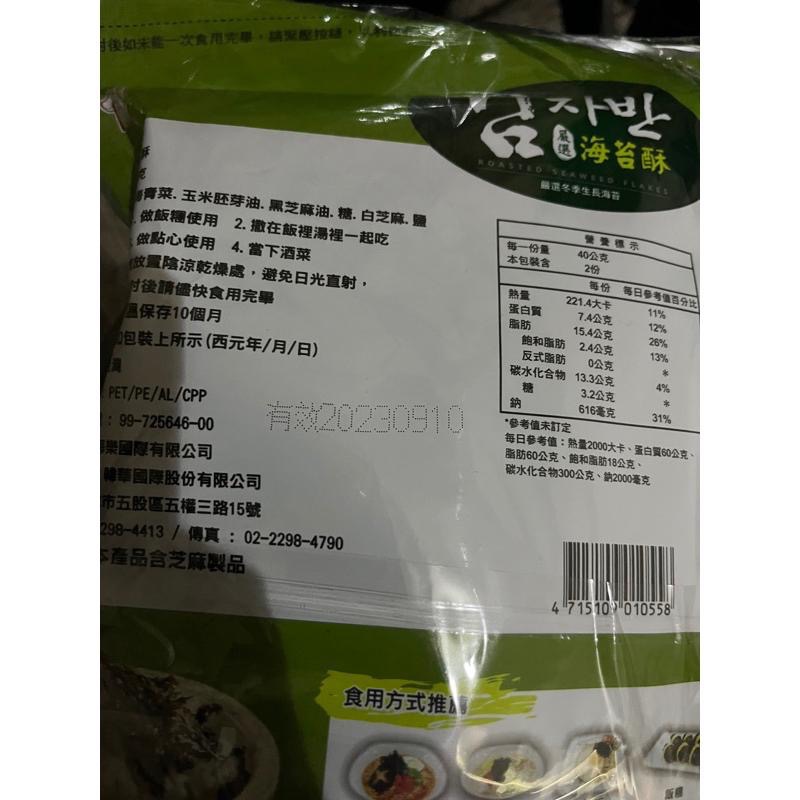 封後如未能一次食用完畢，請緊壓拉鏈，
김자반
嚴選
海苔酥
ROASTED SEAWEED FLAKES
嚴選冬季生長海苔
酥
克
青菜. 玉米胚芽油. 黑芝麻油. 糖. 白芝麻. 鹽
做飯糰使用 2. 撒在飯裡湯裡一起吃
做點心使用 4. 當下酒菜
放置陰涼乾燥處，避免日光直射，
封後請儘快食用完畢
溫保存10個月
如包裝上所示(西元年/月/日)
PET/PE/AL/CPP
: 99-725646-00
樂國際有限公司
韓華國際股份有限公司
市五股區五權三路15號
2298-4413 / 傳真 : 02-2298-4790
本產品含芝麻製品
有效20230910
營養標示
每一份量 40公克
本包裝含 2份
每份 每日參考值百分比
熱量 221.4大卡 11%
蛋白質 7.4公克 12%
脂肪 15.4公克 26%
飽和脂肪 2.4公克 13%
反式脂肪 0公克 *
碳水化合物 13.3公克 4%
糖 3.2公克 *
鈉 616毫克 31%
*參考值未訂定
每日參考值：熱量2000大卡、蛋白質60公克、
脂肪60公克、飽和脂肪18公克、
碳水化合物300公克、鈉2000毫克
4 715109 010558
食用方式推薦
飯糰